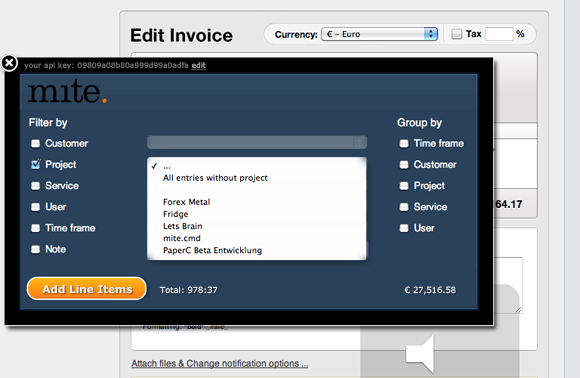 Edit Invoice
Currency: € - Euro
Tax %
your api key: 09809a08b80a999d99a0adfa edit
mite.
Filter by
Group by
Customer
Time frame
Project
...
Customer
All entries without project
Service
Project
Forex Metal
User
Service
Fridge
Lets Brain
Time frame
User
mite.cmd
Note
PaperC Beta Entwicklung
64.17
Add Line Items
Total: 978:37
€ 27,516.58
Formatting: *bold* _italic_
Attach files & Change notification options ...